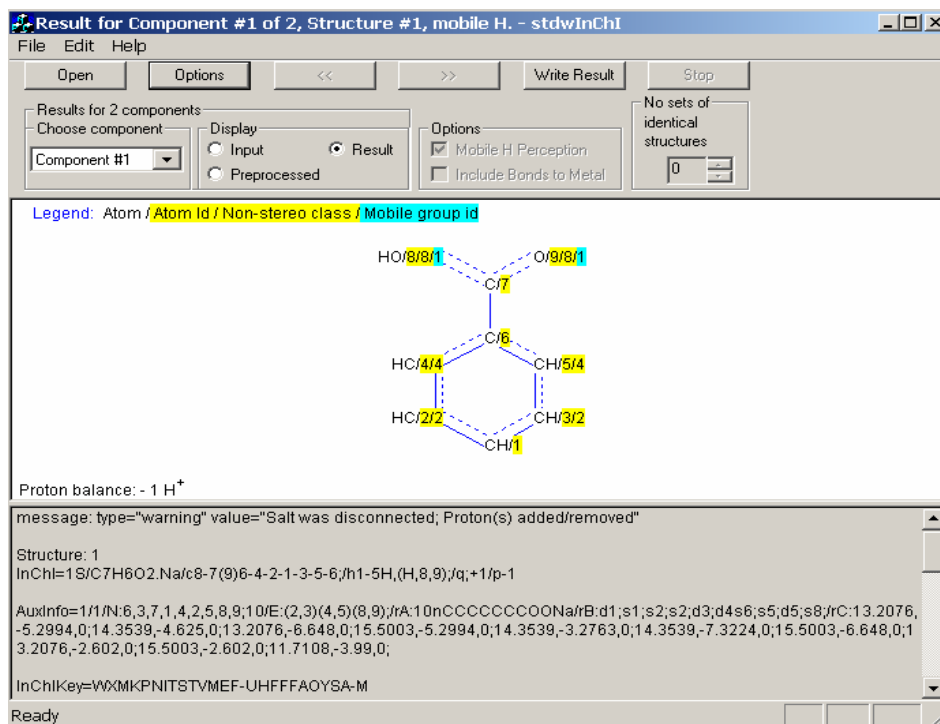 Result for Component #1 of 2, Structure #1, mobile H. - stdwInChI
File Edit Help
Open Options << >> Write Result Stop
Results for 2 components
Choose component
Component #1
Display
Input Result
Preprocessed
Options
Mobile H Perception
Include Bonds to Metal
No sets of
identical
structures
0
Legend: Atom / Atom Id / Non-stereo class / Mobile group id
HO/8/8/1 O/9/8/1
C/7
C/6
HC/4/4 CH/5/4
HC/2/2 CH/3/2
CH/1
Proton balance: - 1 H+
message: type="warning" value="Salt was disconnected; Proton(s) added/removed"
Structure: 1
InChI=1S/C7H6O2.Na/c8-7(9)6-4-2-1-3-5-6;/h1-5H,(H,8,9);/q;+1/p-1
AuxInfo=1/1/N:6,3,7,1,4,2,5,8,9;10/E:(2,3)(4,5)(8,9);/rA:10nCCCCCCCOONa/rB:d1;s1;s2;s2;d3;d4s6;s5;d5;s8;/rC:13.2076,
-5.2994,0;14.3539,-4.625,0;13.2076,-6.648,0;15.5003,-5.2994,0;14.3539,-3.2763,0;14.3539,-7.3224,0;15.5003,-6.648,0;1
3.2076,-2.602,0;15.5003,-2.602,0;11.7108,-3.99,0;
InChIKey=WXMKPNITSTVMEF-UHFFFAOYSA-M
Ready